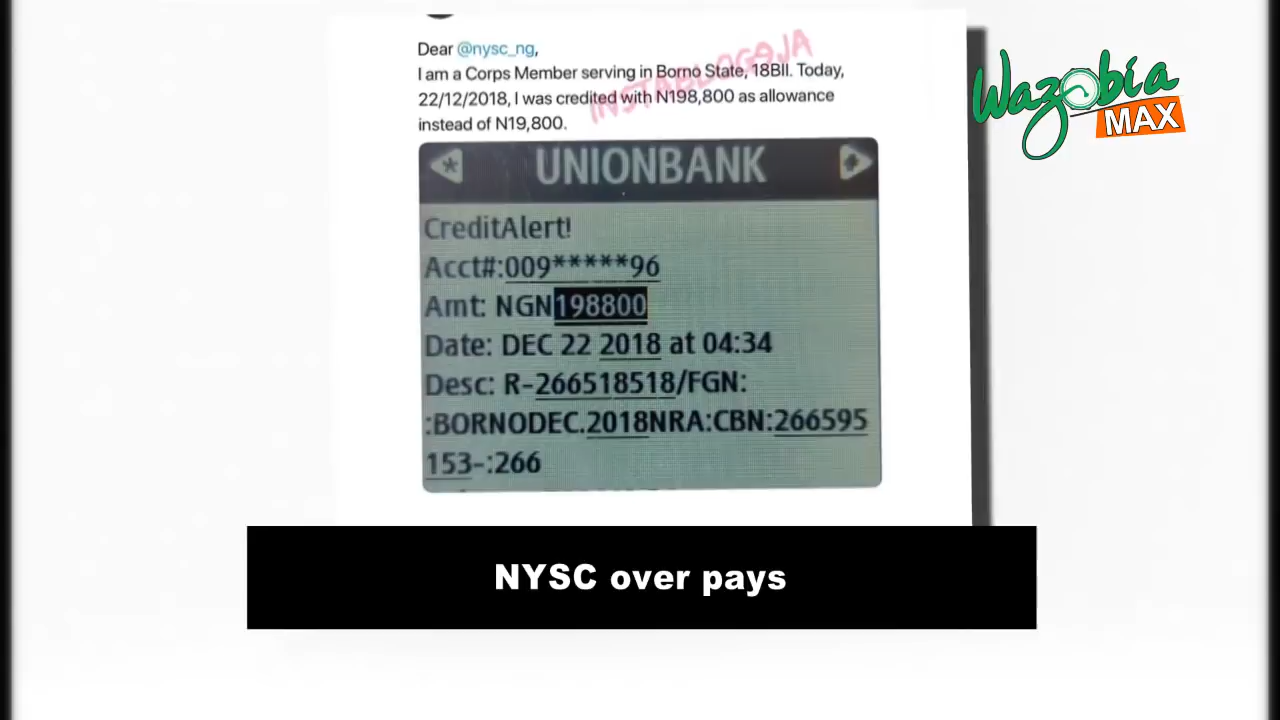 Dear @nysc_ng,
I am a Corps Member serving in Borno State, 18BII. Today,
22/12/2018, I was credited with N198,800 as allowance
instead of N19,800.
INSTABLOG9JA
Wazobia
MAX
UNIONBANK
CreditAlert!
Acct#:009*****96
Amt: NGN198800
Date: DEC 22 2018 at 04:34
Desc: R-266518518/FGN:
:BORNODEC.2018NRA:CBN:266595
153-:266
NYSC over pays